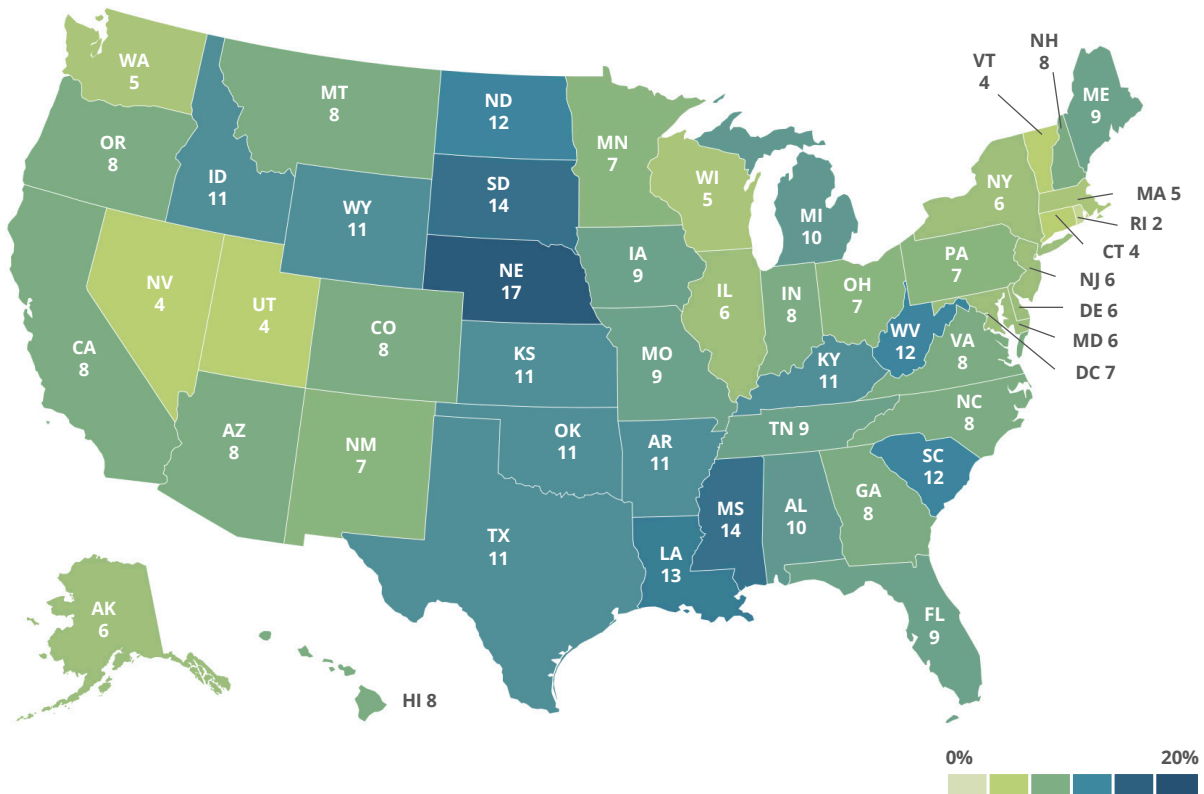 WA
5
OR
8
CA
8
ID
11
NV
4
MT
8
WY
11
UT
4
AZ
8
CO
8
NM
7
ND
12
SD
14
NE
17
KS
11
OK
11
TX
11
MN
7
IA
9
MO
9
AR
11
LA
13
WI
5
IL
6
MI
10
IN
8
OH
7
KY
11
TN 9
MS
14
AL
10
GA
8
FL
9
SC
12
NC
8
VA
8
WV
12
PA
7
NY
6
VT
4
NH
8
ME
9
MA 5
RI 2
CT 4
NJ 6
DE 6
MD 6
DC 7
AK
6
HI 8
0% 20%